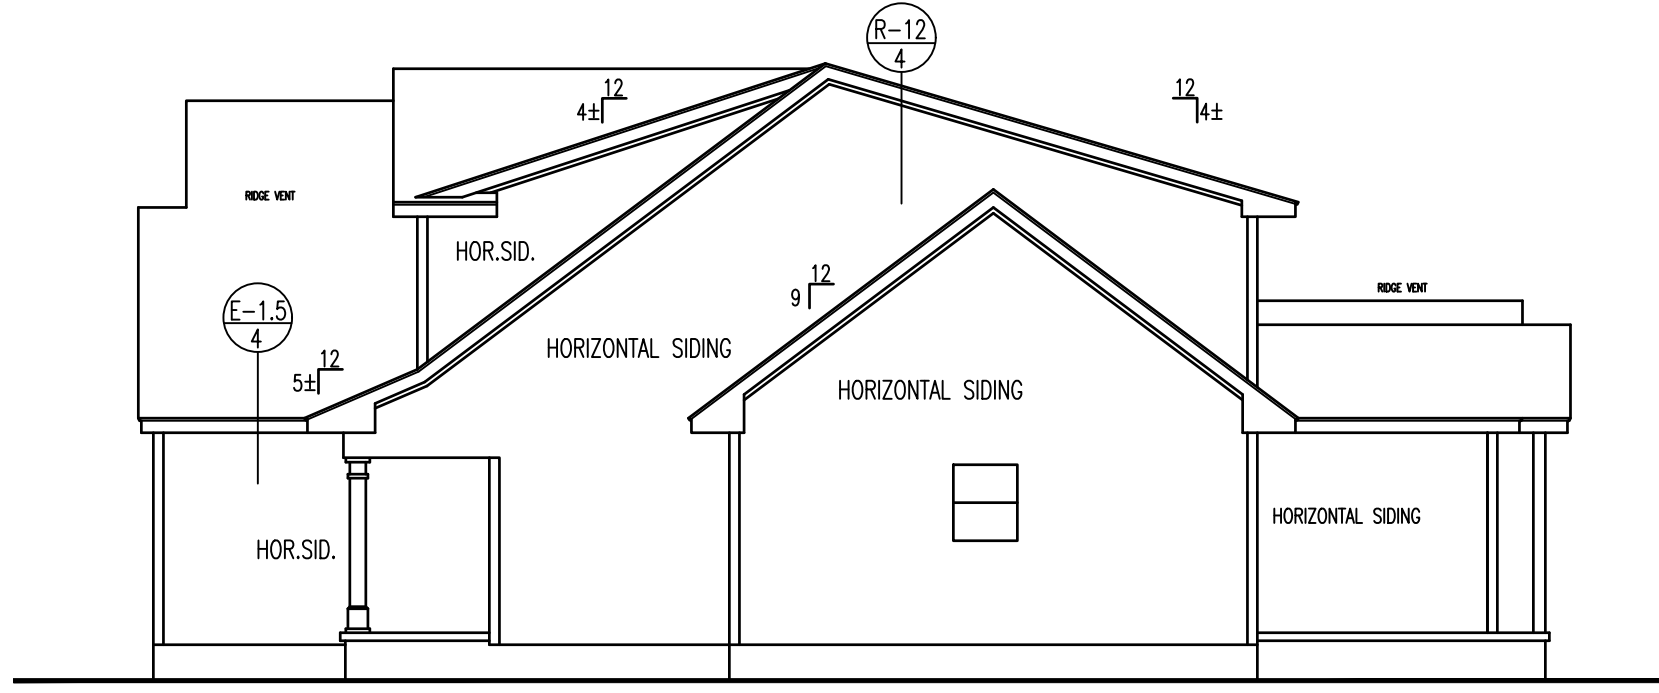 R-12
4
12
4±
12
4±
RIDGE VENT
HOR.SID.
12
9
RIDGE VENT
E-1.5
4
12
5±
HORIZONTAL SIDING
HORIZONTAL SIDING
HORIZONTAL SIDING
HOR.SID.